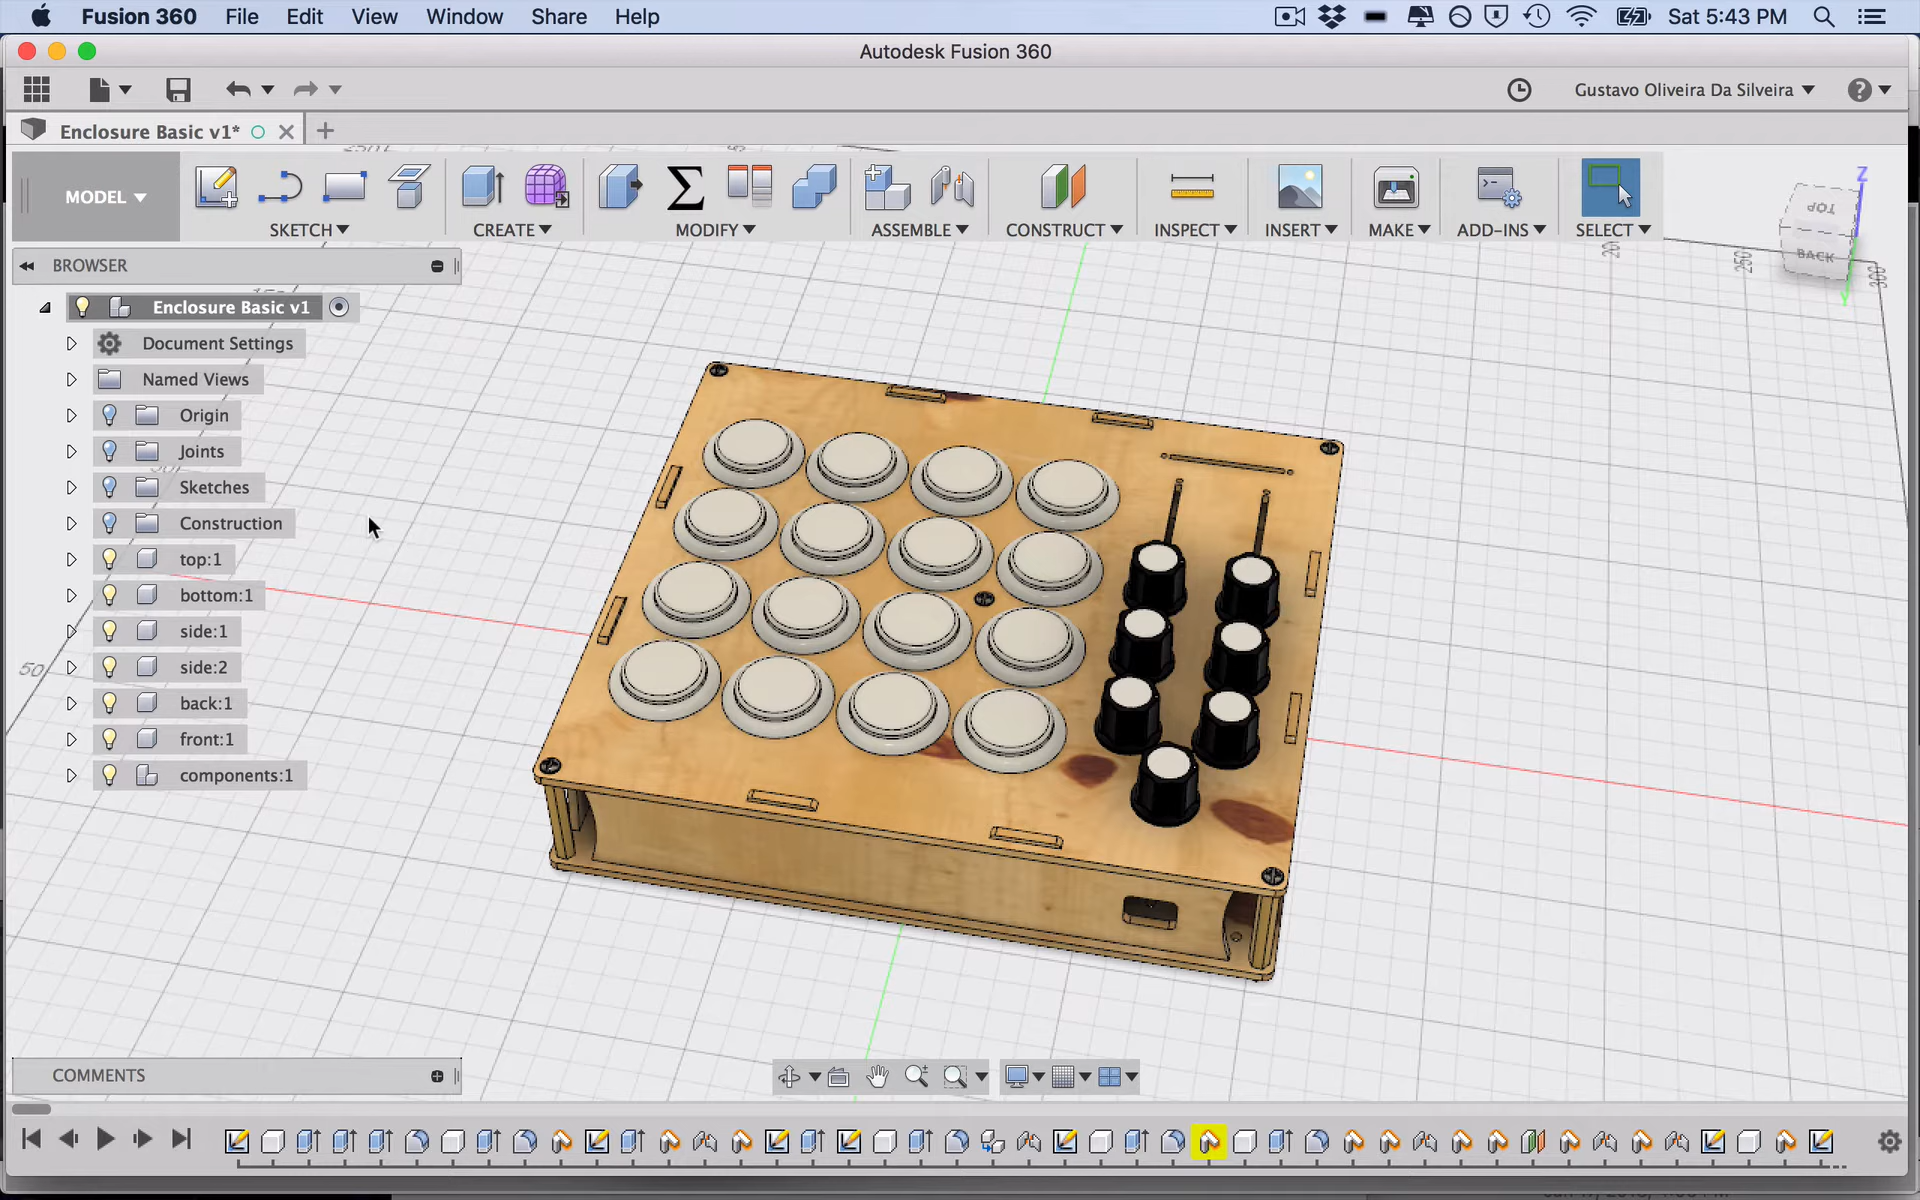 Fusion 360 File Edit View Window Share Help Sat 5:43 PM
Autodesk Fusion 360
Gustavo Oliveira Da Silveira
Enclosure Basic v1*
MODEL
SKETCH CREATE MODIFY ASSEMBLE CONSTRUCT INSPECT INSERT MAKE ADD-INS SELECT
Z
TOP
BACK
Y
250
300
BROWSER
Enclosure Basic v1
Document Settings
Named Views
Origin
Joints
Sketches
Construction
top:1
bottom:1
side:1
side:2
back:1
front:1
components:1
50
COMMENTS